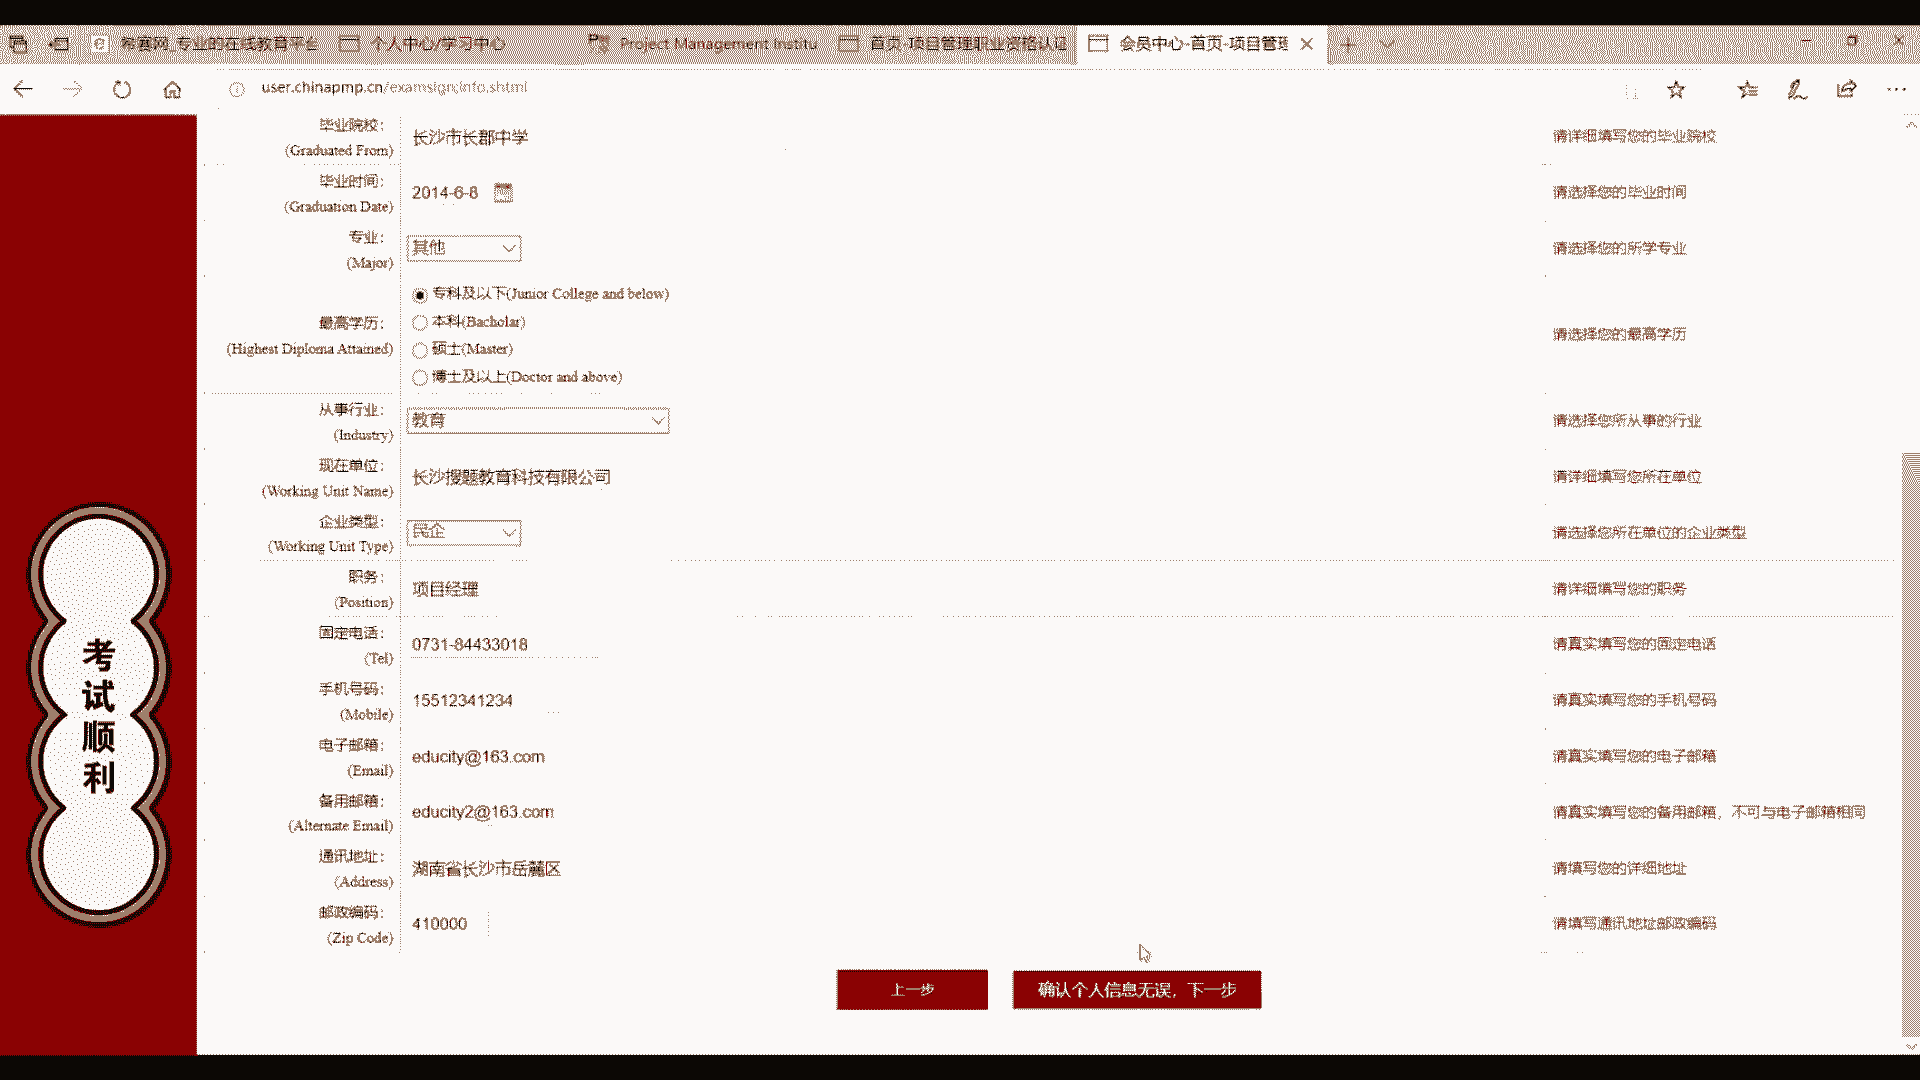 希赛网_专业的在线教育平台
个人中心/学习中心
Project Management Institu
首页-项目管理职业资格认证
会员中心-首页-项目管理
user.chinapmp.cn/examsign/info.shtml
毕业院校：
(Graduated From)
长沙市长郡中学
请详细填写您的毕业院校
毕业时间：
(Graduation Date)
2014-6-8
请选择您的毕业时间
专业：
(Major)
其他
请选择您的所学专业
最高学历：
(Highest Diploma Attained)
专科及以下(Junior College and below)
本科(Bacholar)
硕士(Master)
博士及以上(Doctor and above)
请选择您的最高学历
从事行业：
(Industry)
教育
请选择您所从事的行业
现在单位：
(Working Unit Name)
长沙搜题教育科技有限公司
请详细填写您所在单位
企业类型：
(Working Unit Type)
民企
请选择您所在单位的企业类型
职务：
(Position)
项目经理
请详细填写您的职务
固定电话：
(Tel)
0731-84433018
请真实填写您的固定电话
手机号码：
(Mobile)
15512341234
请真实填写您的手机号码
电子邮箱：
(Email)
educity@163.com
请真实填写您的电子邮箱
备用邮箱：
(Alternate Email)
educity2@163.com
请真实填写您的备用邮箱，不可与电子邮箱相同
通讯地址：
(Address)
湖南省长沙市岳麓区
请填写您的详细地址
邮政编码：
(Zip Code)
410000
请填写通讯地址邮政编码
上一步
确认个人信息无误，下一步
考试顺利